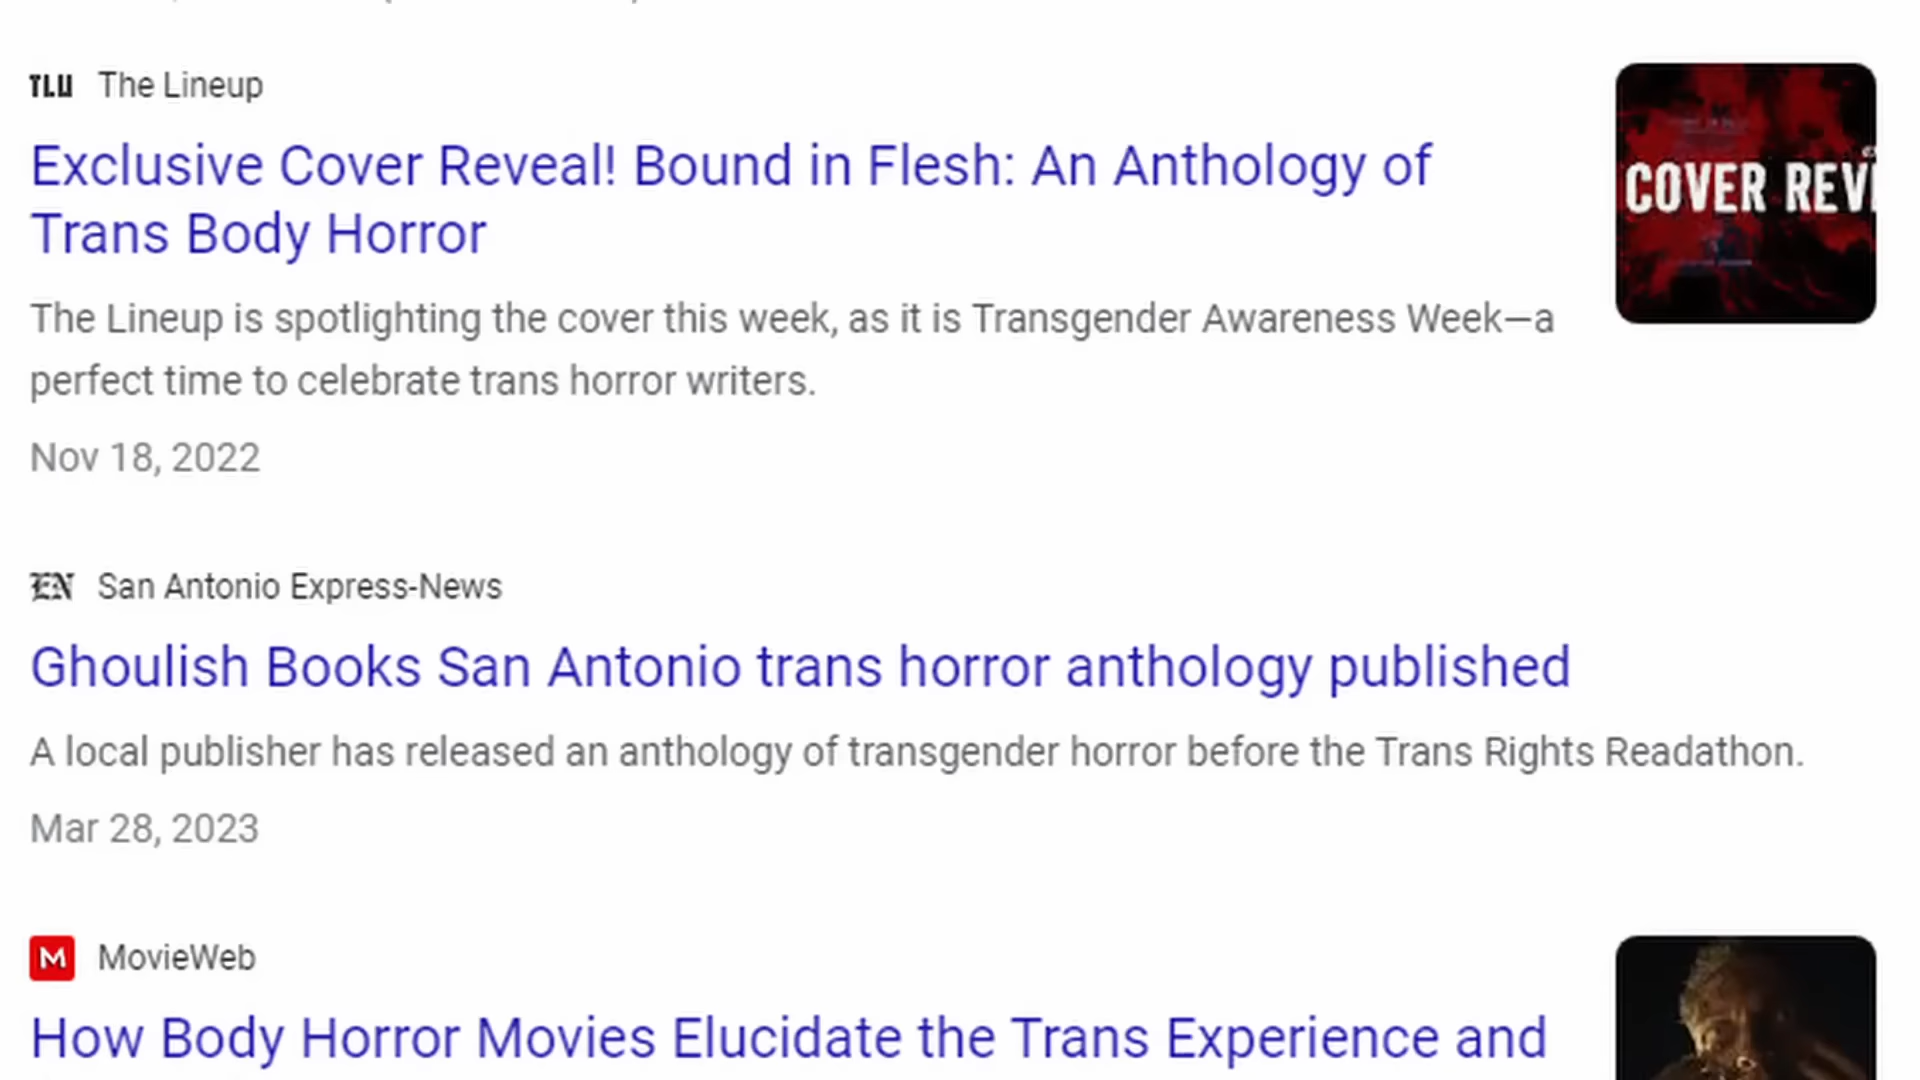 TLU The Lineup
Exclusive Cover Reveal! Bound in Flesh: An Anthology of
Trans Body Horror
COVER REV
The Lineup is spotlighting the cover this week, as it is Transgender Awareness Week—a
perfect time to celebrate trans horror writers.
Nov 18, 2022
EN San Antonio Express-News
Ghoulish Books San Antonio trans horror anthology published
A local publisher has released an anthology of transgender horror before the Trans Rights Readathon.
Mar 28, 2023
M MovieWeb
How Body Horror Movies Elucidate the Trans Experience and